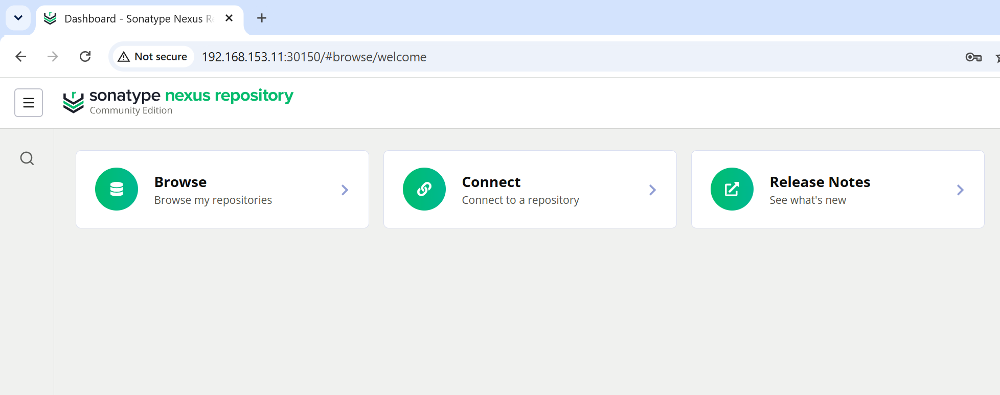 Dashboard - Sonatype Nexus Re
Not secure
192.168.153.11:30150/#browse/welcome
sonatype nexus repository
Community Edition
Browse
Browse my repositories
Connect
Connect to a repository
Release Notes
See what's new